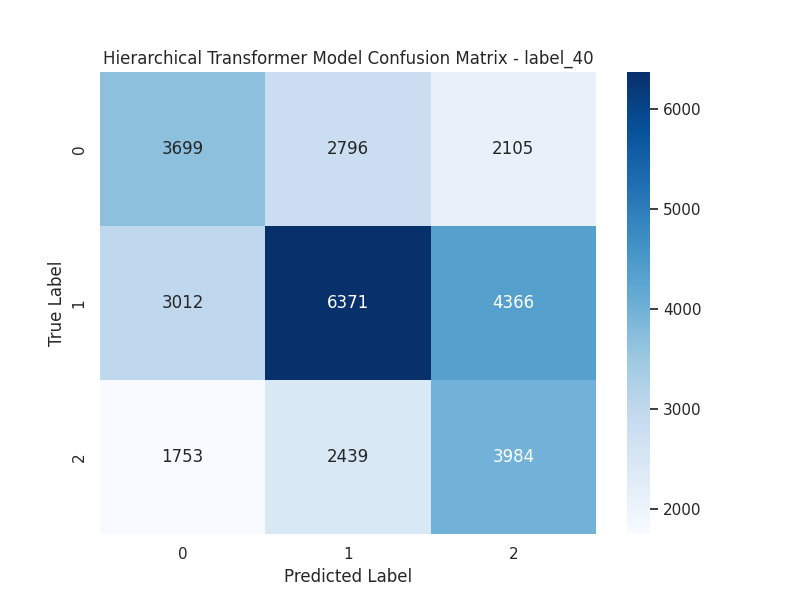 Hierarchical Transformer Model Confusion Matrix - label_40
0 3699 2796 2105
1 3012 6371 4366
2 1753 2439 3984
0 1 2
Predicted Label
True Label
6000
5000
4000
3000
2000